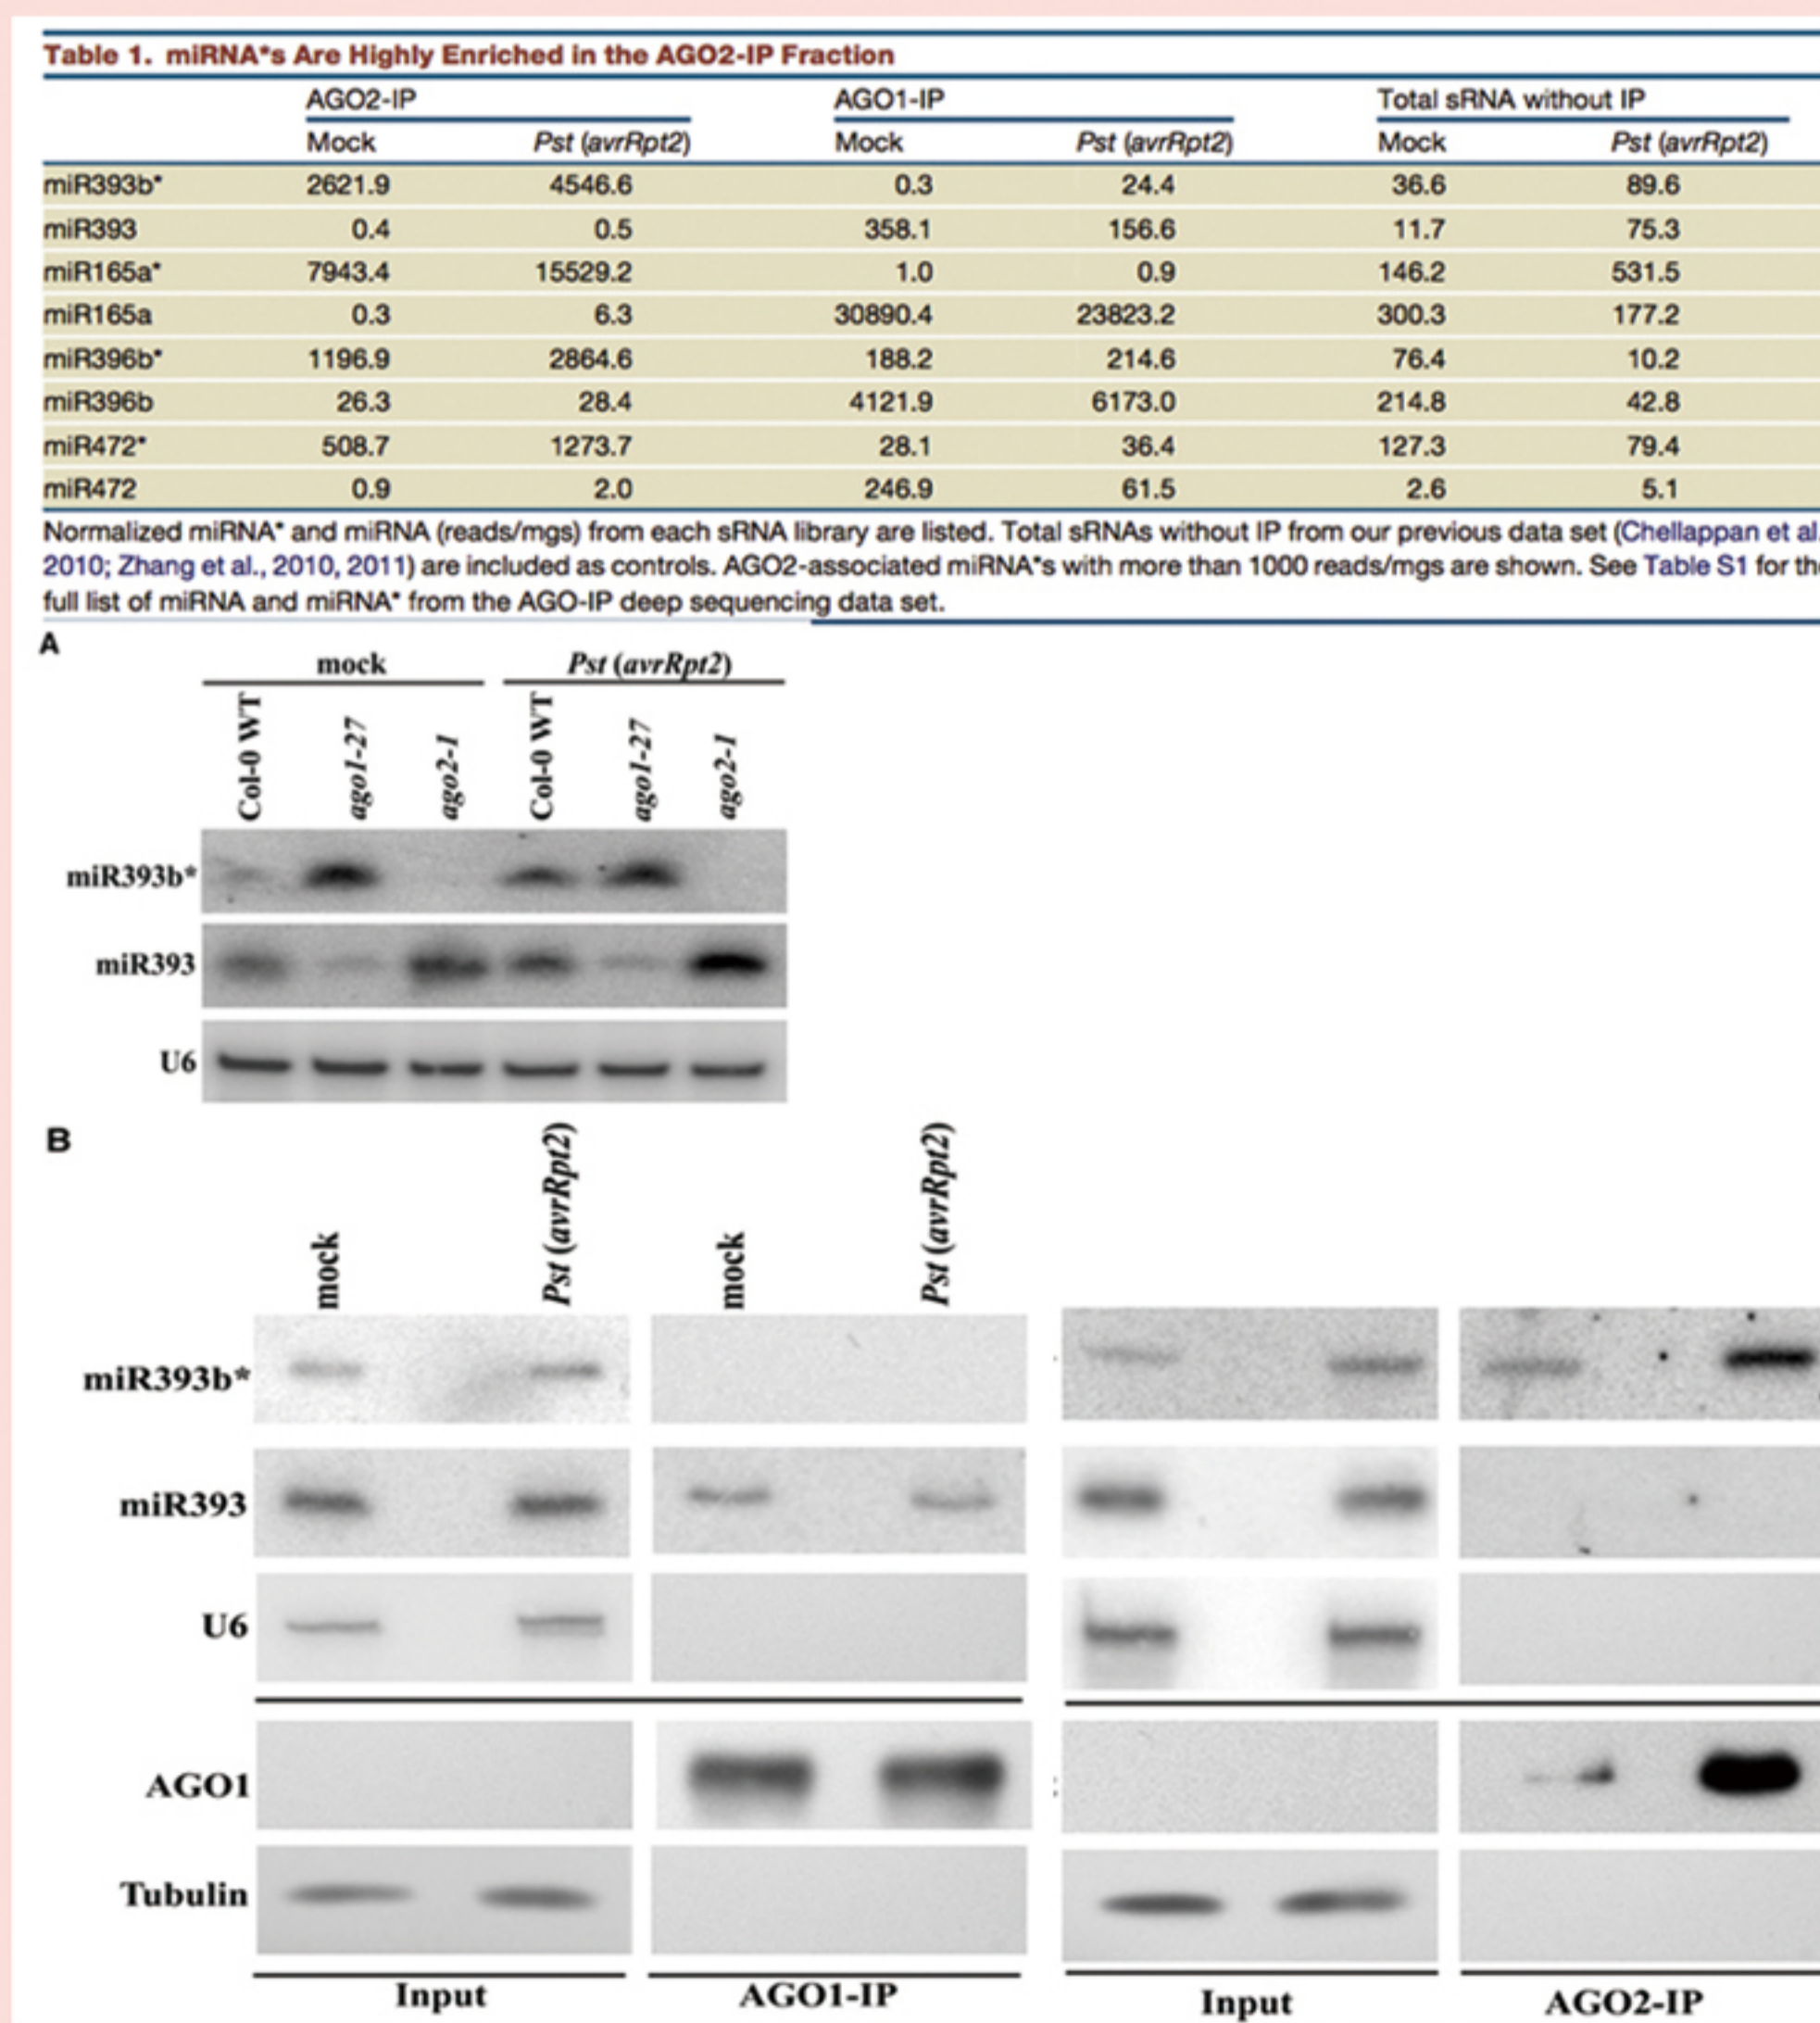 Table 1. miRNA*s Are Highly Enriched in the AGO2-IP Fraction
AGO2-IP AGO1-IP Total sRNA without IP
Mock Pst (avrRpt2) Mock Pst (avrRpt2) Mock Pst (avrRpt2)
miR393b* 2621.9 4546.6 0.3 24.4 36.6 89.6
miR393 0.4 0.5 358.1 156.6 11.7 75.3
miR165a* 7943.4 15529.2 1.0 0.9 146.2 531.5
miR165a 0.3 6.3 30890.4 23823.2 300.3 177.2
miR396b* 1196.9 2864.6 188.2 214.6 76.4 10.2
miR396b 26.3 28.4 4121.9 6173.0 214.8 42.8
miR472* 508.7 1273.7 28.1 36.4 127.3 79.4
miR472 0.9 2.0 246.9 61.5 2.6 5.1
Normalized miRNA* and miRNA (reads/mgs) from each sRNA library are listed. Total sRNAs without IP from our previous data set (Chellappan et al.
2010; Zhang et al., 2010, 2011) are included as controls. AGO2-associated miRNA*s with more than 1000 reads/mgs are shown. See Table S1 for
full list of miRNA and miRNA* from the AGO-IP deep sequencing data set.
A
mock Pst (avrRpt2)
Col-0 WT ago1-27 ago2-1 Col-0 WT ago1-27 ago2-1
miR393b*
miR393
U6
B
mock Pst (avrRpt2) mock Pst (avrRpt2)
miR393b*
miR393
U6
AGO1
Tubulin
Input AGO1-IP Input AGO2-IP